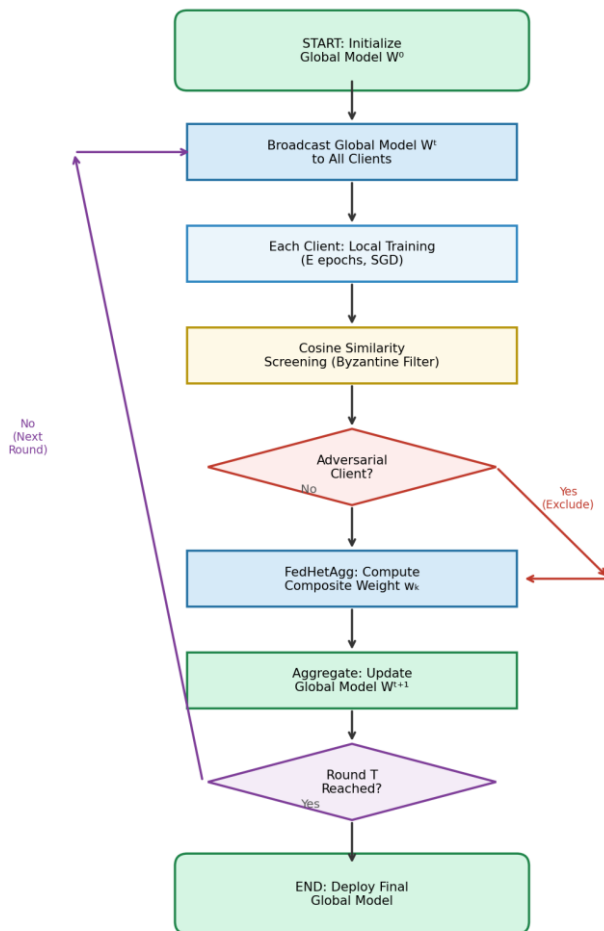 START: Initialize
Global Model W⁰
Broadcast Global Model Wᵗ
to All Clients
Each Client: Local Training
(E epochs, SGD)
Cosine Similarity
Screening (Byzantine Filter)
Adversarial
Client?
No
Yes
(Exclude)
No
(Next
Round)
FedHetAgg: Compute
Composite Weight wₖ
Aggregate: Update
Global Model Wᵗ⁺¹
Round T
Reached?
Yes
END: Deploy Final
Global Model